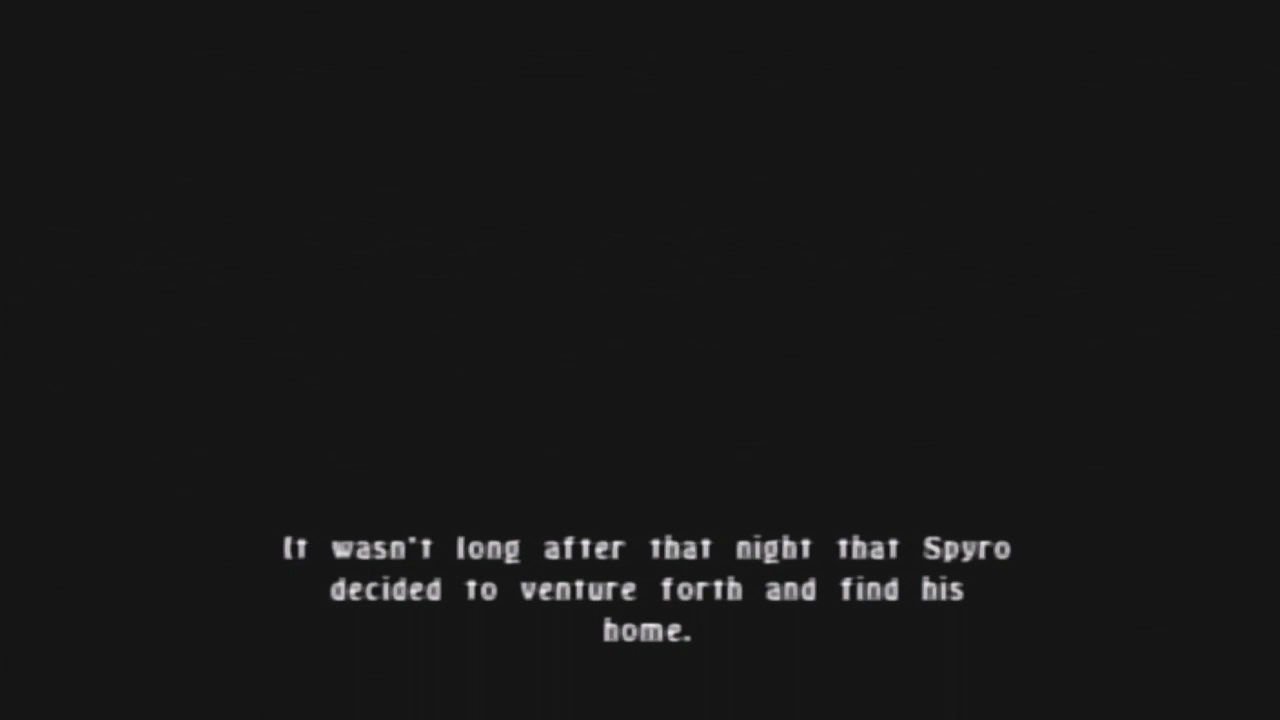 It wasn't long after that night that Spyro
decided to venture forth and find his
home.